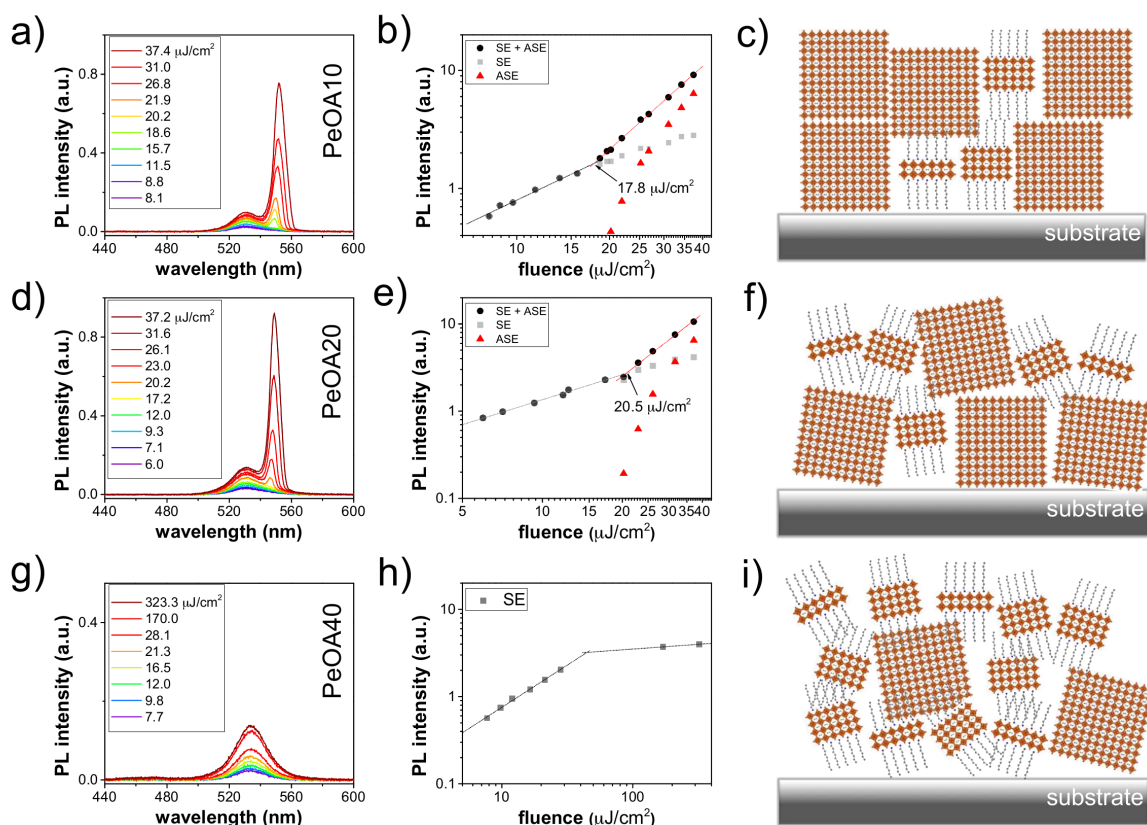 a)
37.4 μJ/cm²
31.0
26.8
21.9
20.2
18.6
15.7
11.5
8.8
8.1
PeOA10
PL intensity (a.u.)
0.8
0.4
0.0
440 480 520 560 600
wavelength (nm)
b)
SE + ASE
SE
ASE
PL intensity (a.u.)
10
1
17.8 μJ/cm²
10 15 20 25 30 35 40
fluence (μJ/cm²)
c)
substrate
d)
37.2 μJ/cm²
31.6
26.1
23.0
20.2
17.2
12.0
9.3
7.1
6.0
PeOA20
PL intensity (a.u.)
0.8
0.4
0.0
440 480 520 560 600
wavelength (nm)
e)
SE + ASE
SE
ASE
PL intensity (a.u.)
10
1
0.1
20.5 μJ/cm²
5 10 15 20 25 30 3540
fluence (μJ/cm²)
f)
substrate
g)
323.3 μJ/cm²
170.0
28.1
21.3
16.5
12.0
9.8
7.7
PeOA40
PL intensity (a.u.)
0.4
0.0
440 480 520 560 600
wavelength (nm)
h)
SE
PL intensity (a.u.)
10
1
0.1
10 100
fluence (μJ/cm²)
i)
substrate